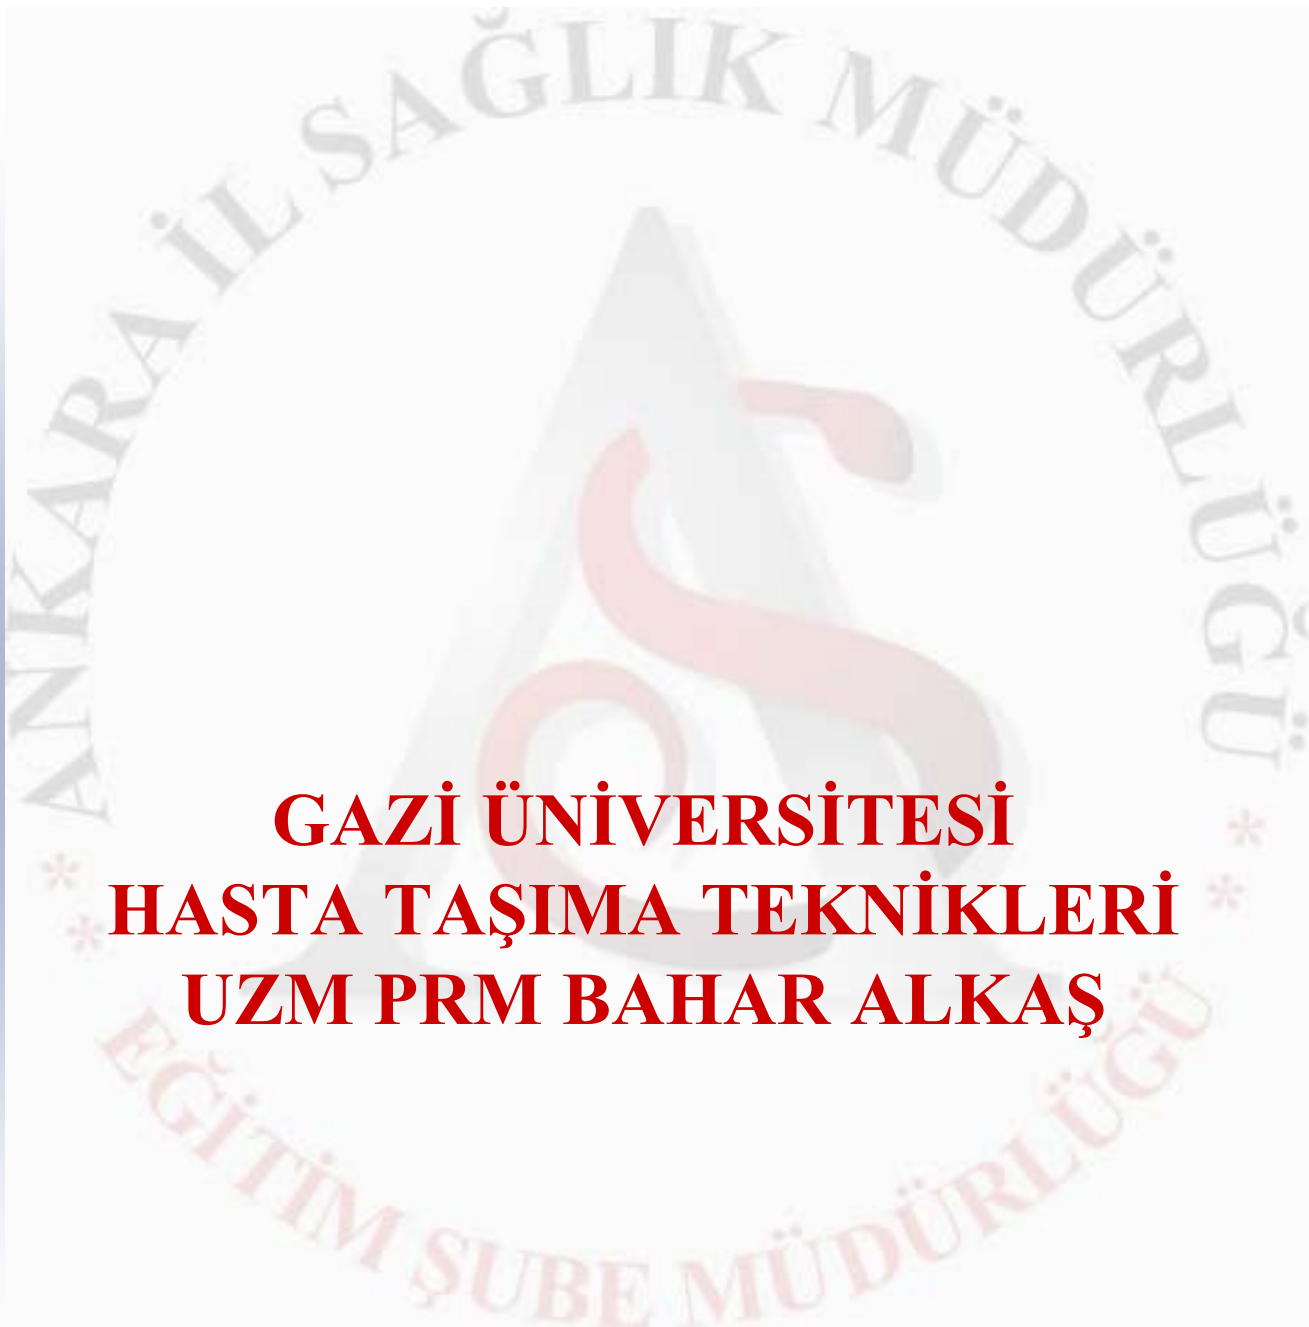 ANKARA İL SAĞLIK MÜDÜRLÜĞÜ
GAZİ ÜNİVERSİTESİ
HASTA TAŞIMA TEKNİKLERİ
UZM PRM BAHAR ALKAŞ
EĞİTİM ŞUBE MÜDÜRLÜĞÜ